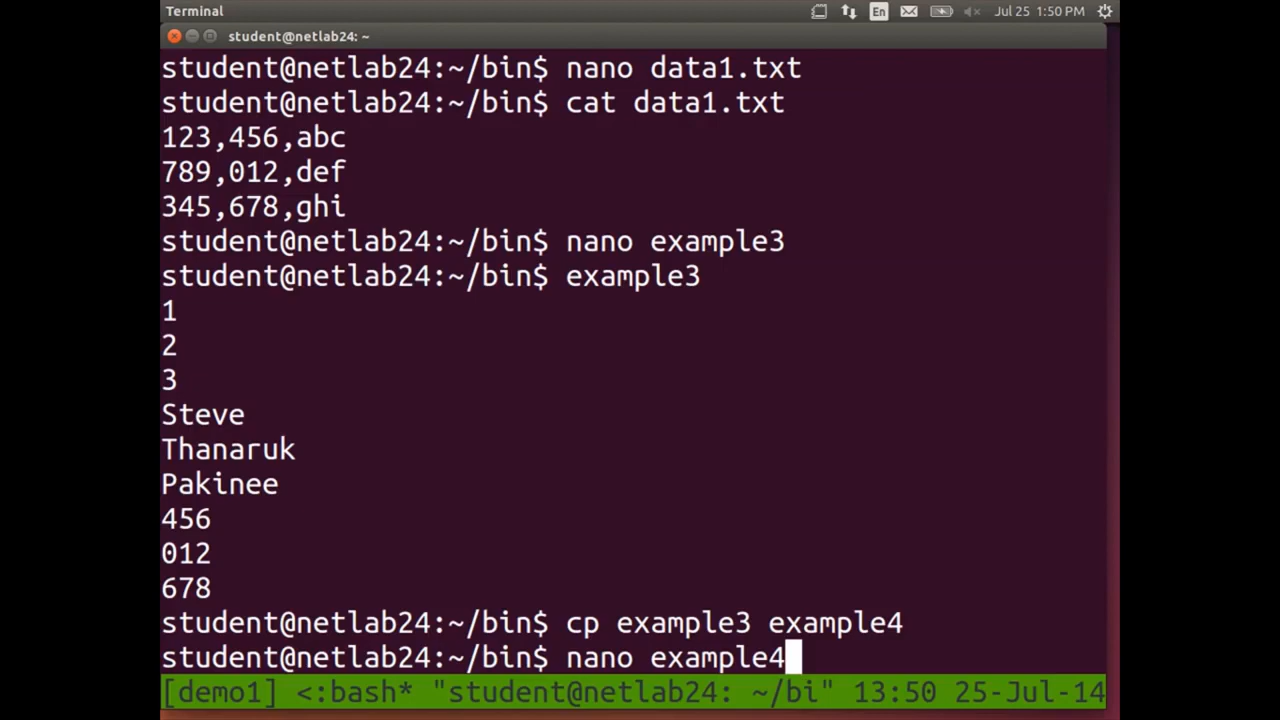 Terminal
En
Jul 25 1:50 PM
student@netlab24: ~
student@netlab24:~/bin$ nano data1.txt
student@netlab24:~/bin$ cat data1.txt
123,456,abc
789,012,def
345,678,ghi
student@netlab24:~/bin$ nano example3
student@netlab24:~/bin$ example3
1
2
3
Steve
Thanaruk
Pakinee
456
012
678
student@netlab24:~/bin$ cp example3 example4
student@netlab24:~/bin$ nano example4
[demo1] <:bash* "student@netlab24: ~/bi" 13:50 25-Jul-14